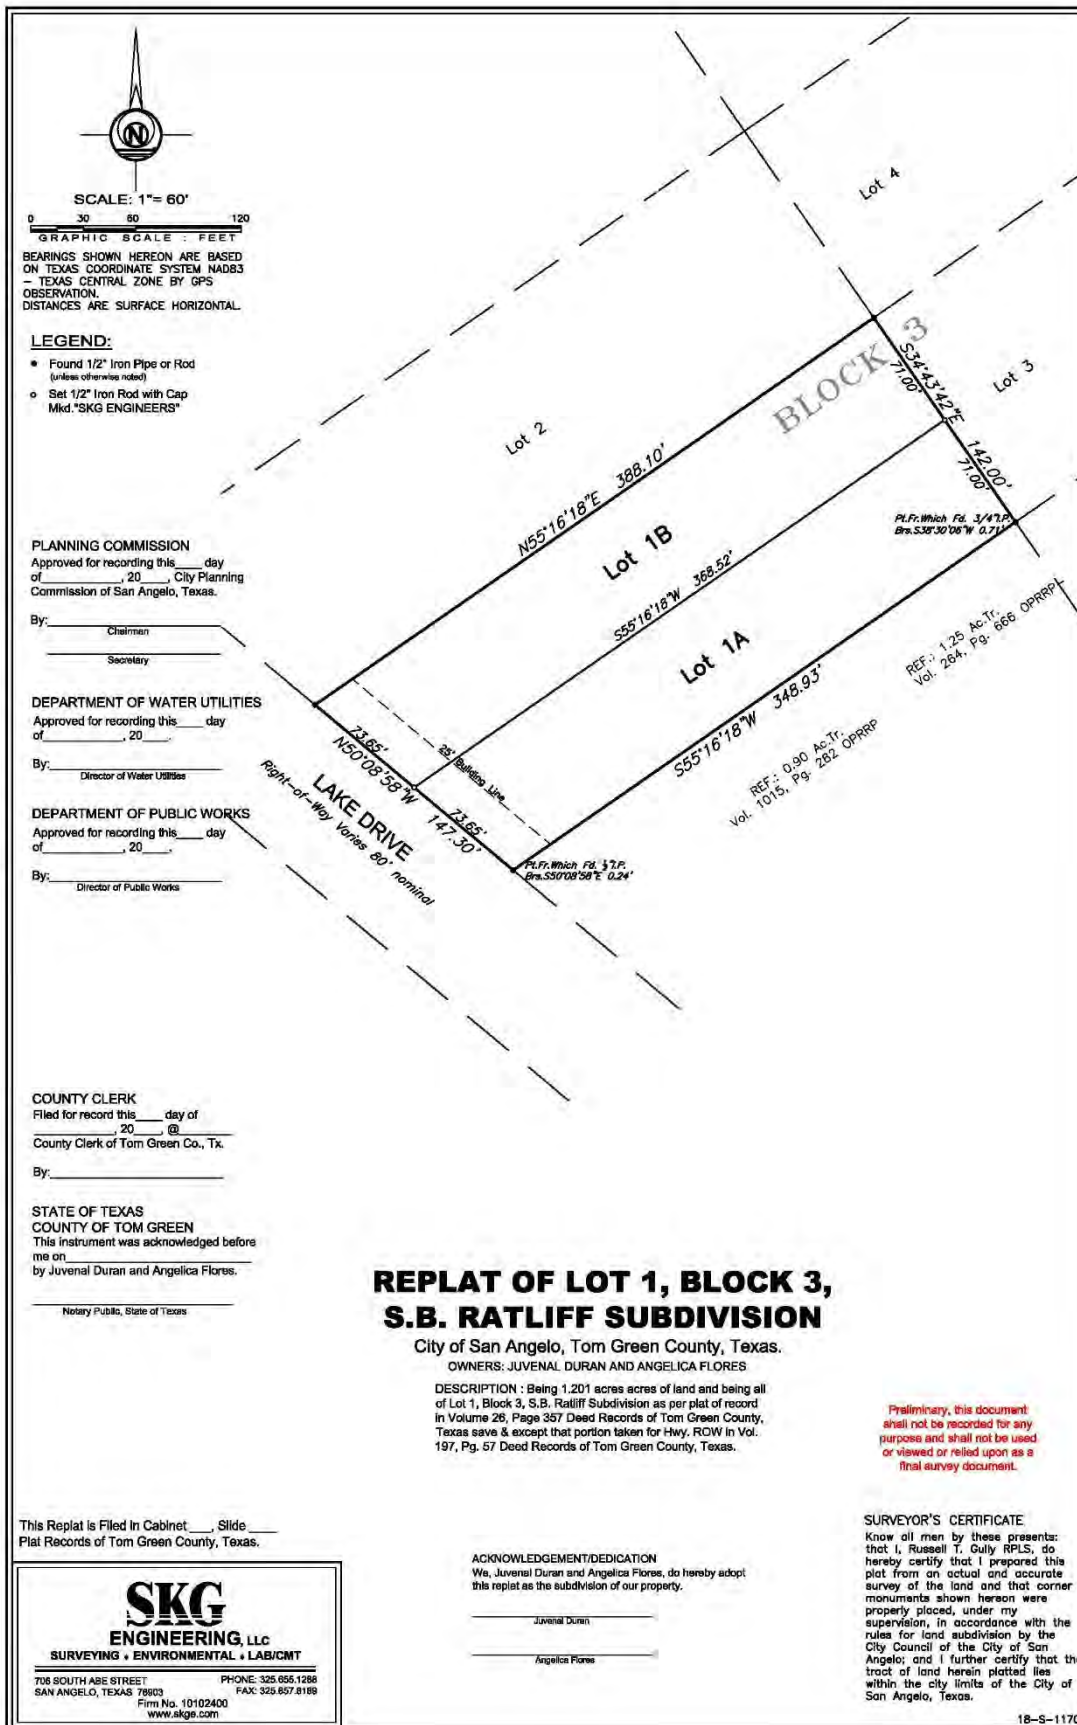 N
SCALE: 1"= 60'
0 30 60 120
GRAPHIC SCALE : FEET
BEARINGS SHOWN HEREON ARE BASED
ON TEXAS COORDINATE SYSTEM NAD83
– TEXAS CENTRAL ZONE BY GPS
OBSERVATION.
DISTANCES ARE SURFACE HORIZONTAL.
LEGEND:
Found 1/2" Iron Pipe or Rod
(unless otherwise noted)
Set 1/2" Iron Rod with Cap
Mkd."SKG ENGINEERS"
Lot 4
BLOCK 3
Lot 3
Lot 2
S34°43'42"E 142.00'
71.00'
71.00'
N55°16'18"E 388.10'
Pt.Fr.Which Fd. 3/4"I.P.
Brs.S38°30'06"W 0.71'
Lot 1B
S55°16'18"W 368.52'
Lot 1A
S55°16'18"W 348.93'
REF.: 1.25 Ac.Tr.
Vol. 264, Pg. 666 OPRRP
REF.: 0.90 Ac.Tr.
Vol. 1015, Pg. 282 OPRRP
25' Building Line
73.65'
73.65'
N50°08'58"W 147.30'
LAKE DRIVE
Right-of-Way Varies 80' nominal
Pt.Fr.Which Fd. ½"I.P.
Brs.S50°08'58"E 0.24'
PLANNING COMMISSION
Approved for recording this____ day
of__________, 20____, City Planning
Commission of San Angelo, Texas.
By:
Chairman
Secretary
DEPARTMENT OF WATER UTILITIES
Approved for recording this____ day
of__________, 20____.
By:
Director of Water Utilities
DEPARTMENT OF PUBLIC WORKS
Approved for recording this____ day
of__________, 20____.
By:
Director of Public Works
COUNTY CLERK
Filed for record this____ day of
__________, 20____, @________
County Clerk of Tom Green Co., Tx.
By:
STATE OF TEXAS
COUNTY OF TOM GREEN
This instrument was acknowledged before
me on
by Juvenal Duran and Angelica Flores.
Notary Public, State of Texas
REPLAT OF LOT 1, BLOCK 3,
S.B. RATLIFF SUBDIVISION
City of San Angelo, Tom Green County, Texas.
OWNERS: JUVENAL DURAN AND ANGELICA FLORES
DESCRIPTION : Being 1.201 acres acres of land and being all
of Lot 1, Block 3, S.B. Ratliff Subdivision as per plat of record
in Volume 26, Page 357 Deed Records of Tom Green County,
Texas save & except that portion taken for Hwy. ROW in Vol.
197, Pg. 57 Deed Records of Tom Green County, Texas.
Preliminary, this document
shall not be recorded for any
purpose and shall not be used
or viewed or relied upon as a
final survey document.
This Replat is Filed in Cabinet ___, Slide ____
Plat Records of Tom Green County, Texas.
SKG
ENGINEERING, LLC
SURVEYING • ENVIRONMENTAL • LAB/CMT
706 SOUTH ABE STREET PHONE: 325.655.1288
SAN ANGELO, TEXAS 76903 FAX: 325.657.8189
Firm No. 10102400
www.skge.com
ACKNOWLEDGEMENT/DEDICATION
We, Juvenal Duran and Angelica Flores, do hereby adopt
this replat as the subdivision of our property.
Juvenal Duran
Angelica Flores
SURVEYOR'S CERTIFICATE
Know all men by these presents:
that I, Russell T. Gully RPLS, do
hereby certify that I prepared this
plat from an actual and accurate
survey of the land and that corner
monuments shown hereon were
properly placed, under my
supervision, in accordance with the
rules for land subdivision by the
City Council of the City of San
Angelo; and I further certify that the
tract of land herein platted lies
within the city limits of the City of
San Angelo, Texas.
18-S-1170